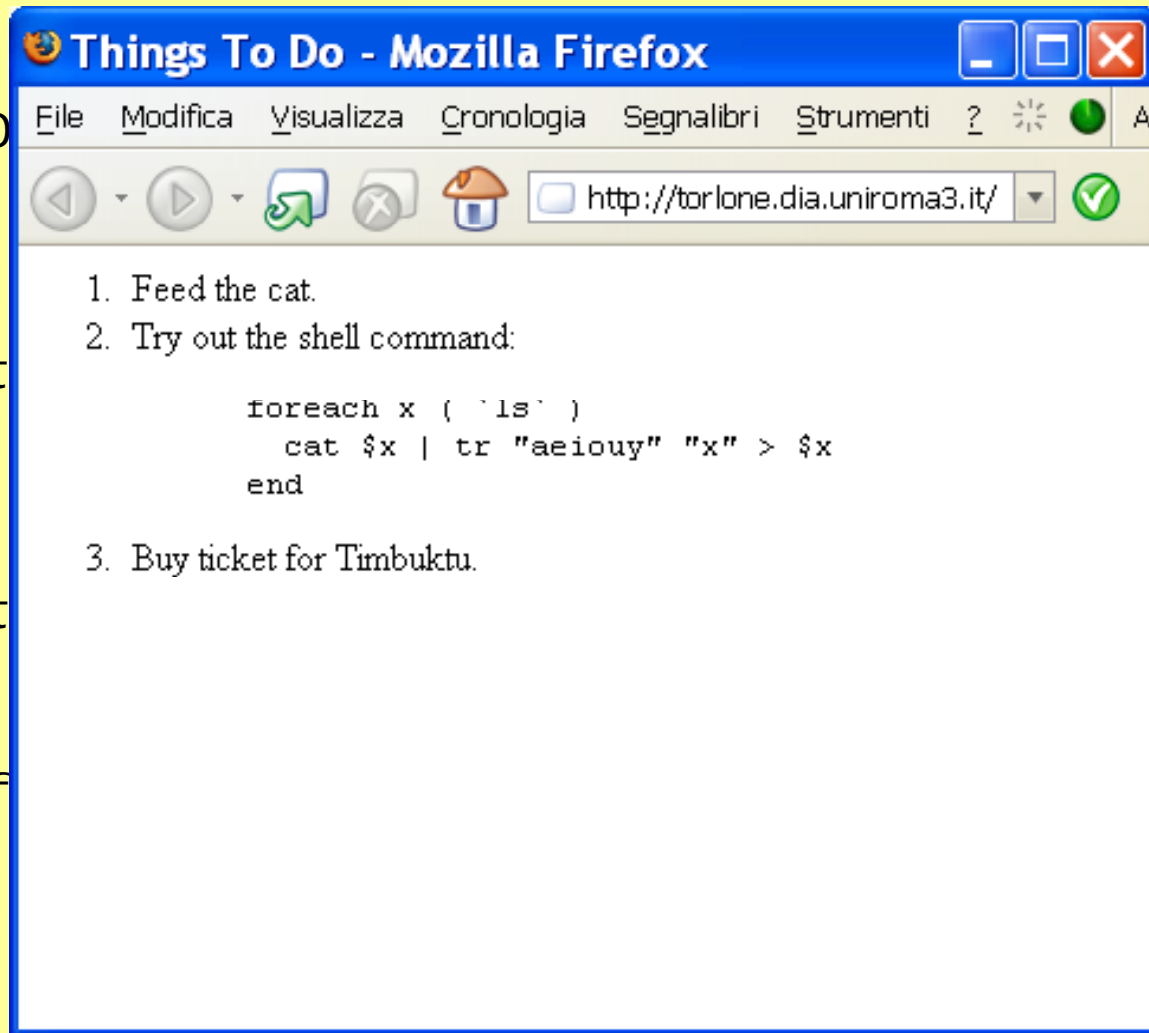 Things To Do - Mozilla Firefox
File Modifica Visualizza Cronologia Segnalibri Strumenti ?
http://torlone.dia.uniroma3.it/
1. Feed the cat.
2. Try out the shell command:
foreach x ( `ls` )
cat $x | tr "aeiouy" "x" > $x
end
3. Buy ticket for Timbuktu.